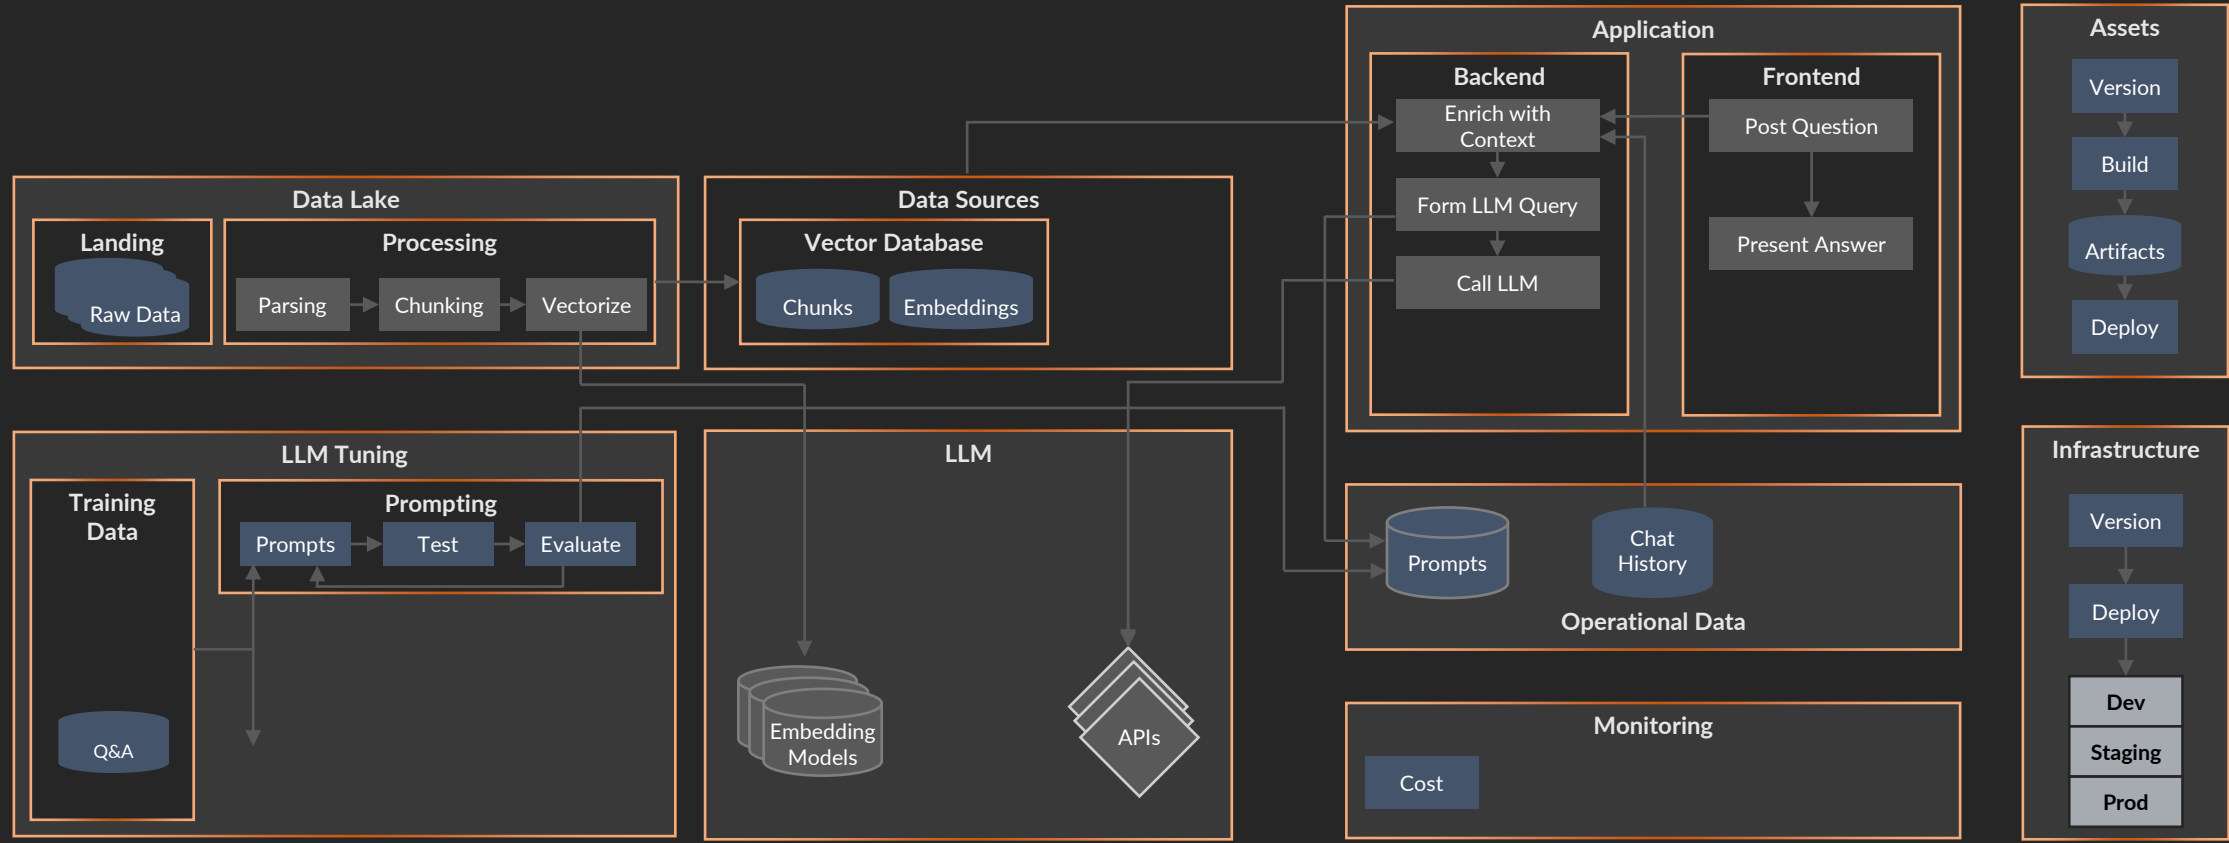 Data Lake
Landing
Raw Data
Processing
Parsing
Chunking
Vectorize
Data Sources
Vector Database
Chunks
Embeddings
Application
Backend
Enrich with
Context
Form LLM Query
Call LLM
Frontend
Post Question
Present Answer
Assets
Version
Build
Artifacts
Deploy
LLM Tuning
Training
Data
Q&A
Prompting
Prompts
Test
Evaluate
LLM
Embedding
Models
APIs
Prompts
Chat
History
Operational Data
Monitoring
Cost
Infrastructure
Version
Deploy
Dev
Staging
Prod